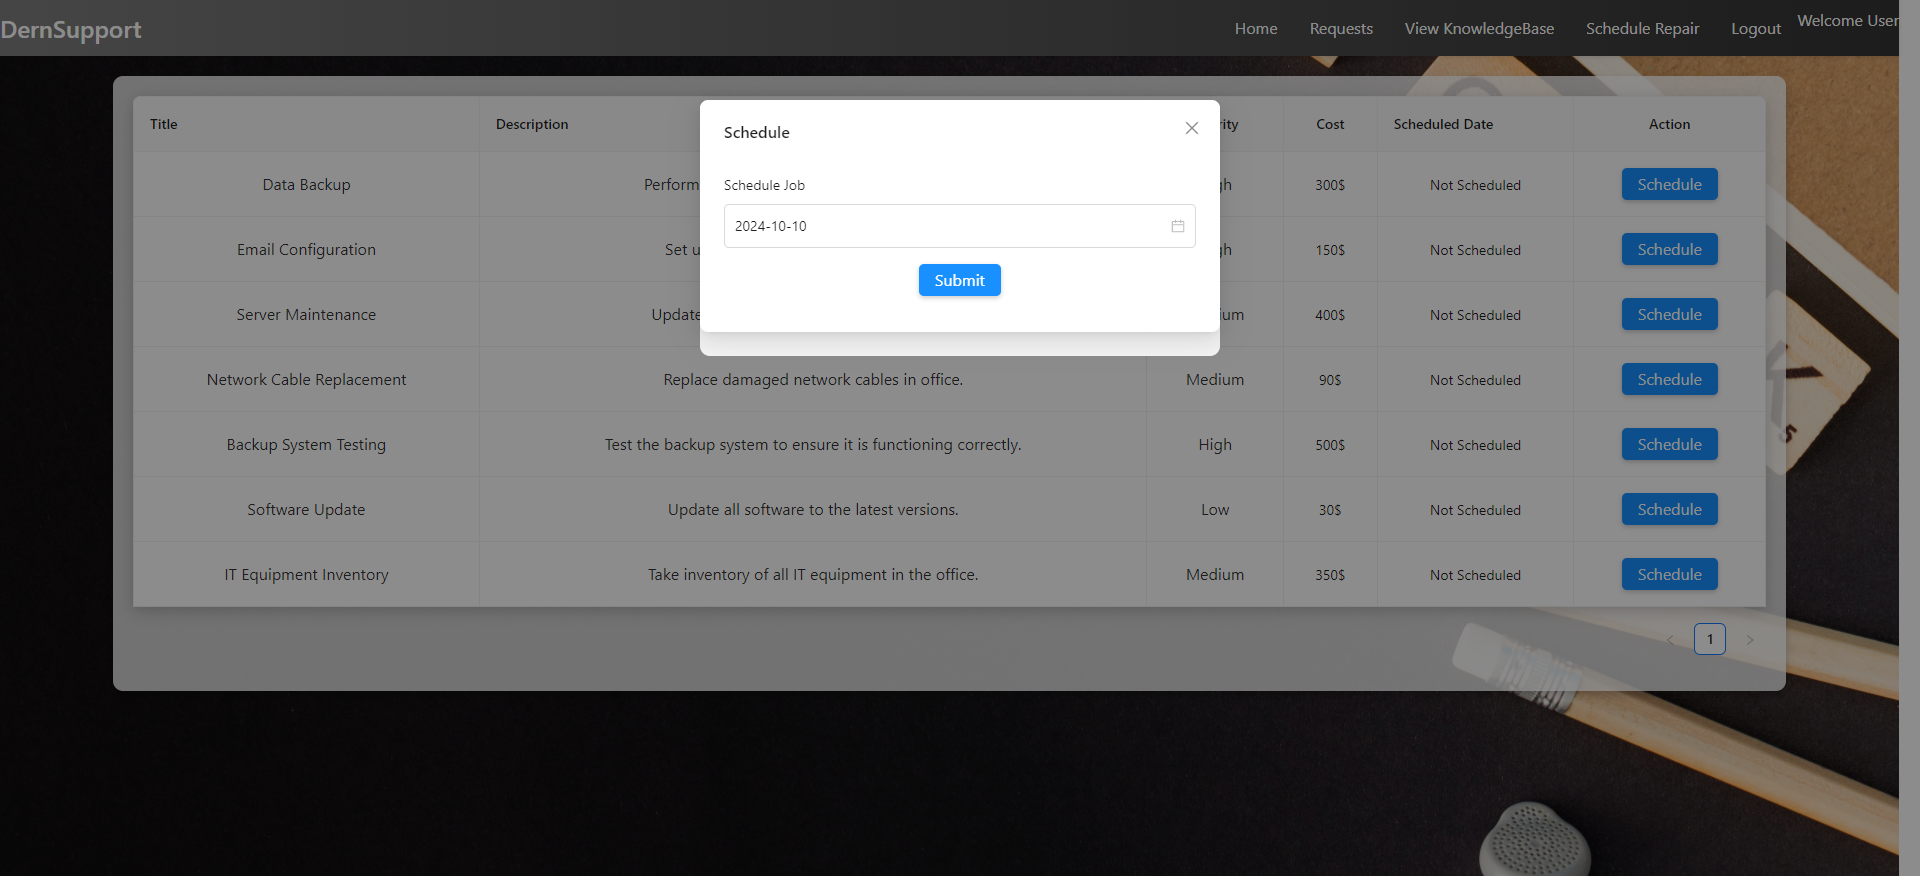 DernSupport
Home Requests View KnowledgeBase Schedule Repair Logout Welcome User
Title Description Cost Scheduled Date Action
Schedule
Schedule Job
2024-10-10
Submit
Data Backup Perform 300$ Not Scheduled Schedule
Email Configuration Set u 150$ Not Scheduled Schedule
Server Maintenance Update 400$ Not Scheduled Schedule
Network Cable Replacement Replace damaged network cables in office. Medium 90$ Not Scheduled Schedule
Backup System Testing Test the backup system to ensure it is functioning correctly. High 500$ Not Scheduled Schedule
Software Update Update all software to the latest versions. Low 30$ Not Scheduled Schedule
IT Equipment Inventory Take inventory of all IT equipment in the office. Medium 350$ Not Scheduled Schedule
< 1 >
K
5